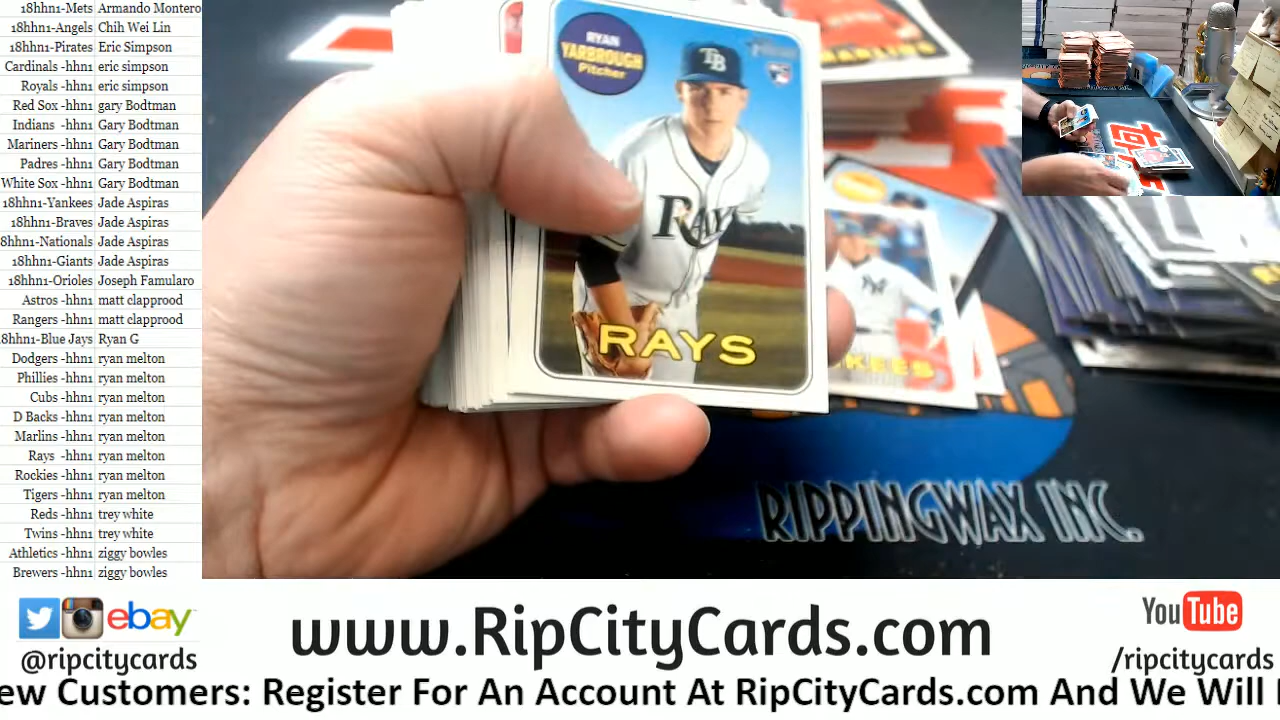 18hhn1-Mets Armando Montero
18hhn1-Angels Chih Wei Lin
18hhn1-Pirates Eric Simpson
Cardinals -hhn1 eric simpson
Royals -hhn1 eric simpson
Red Sox -hhn1 gary Bodtman
Indians -hhn1 Gary Bodtman
Mariners -hhn1 Gary Bodtman
Padres -hhn1 Gary Bodtman
White Sox -hhn1 Gary Bodtman
18hhn1-Yankees Jade Aspiras
18hhn1-Braves Jade Aspiras
8hhn1-Nationals Jade Aspiras
18hhn1-Giants Jade Aspiras
18hhn1-Orioles Joseph Famularo
Astros -hhn1 matt clapprood
Rangers -hhn1 matt clapprood
8hhn1-Blue Jays Ryan G
Dodgers -hhn1 ryan melton
Phillies -hhn1 ryan melton
Cubs -hhn1 ryan melton
D Backs -hhn1 ryan melton
Marlins -hhn1 ryan melton
Rays -hhn1 ryan melton
Rockies -hhn1 ryan melton
Tigers -hhn1 ryan melton
Reds -hhn1 trey white
Twins -hhn1 trey white
Athletics -hhn1 ziggy bowles
Brewers -hhn1 ziggy bowles
RYAN
YARBROUGH
Pitcher
TB
RAYS
RAYS
MARLINS
NY
KEES
RIPPINGWAX INC.
ebay
@ripcitycards
www.RipCityCards.com
YouTube
/ripcitycards
ew Customers: Register For An Account At RipCityCards.com And We Will